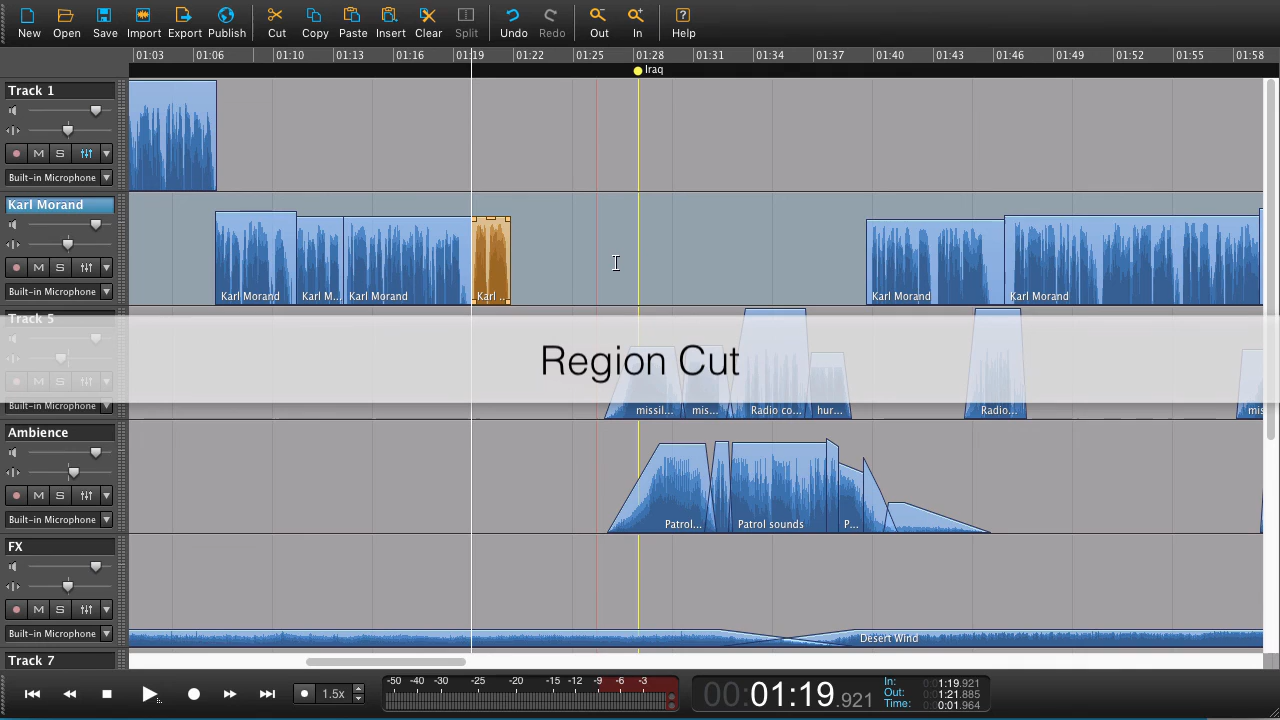 New Open Save Import Export Publish Cut Copy Paste Insert Clear Split Undo Redo Out In Help
01:03 01:06 01:10 01:13 01:16 01:19 01:22 01:25 01:28 01:31 01:34 01:37 01:40 01:43 01:46 01:49 01:52 01:55 01:58
Iraq
Track 1
M S
Built-in Microphone
Karl Morand
M S
Built-in Microphone
Karl Morand Karl M... Karl Morand Karl ... Karl Morand Karl Morand
Track 5
Region Cut
M S
Built-in Microphone
missil... mis... Radio co... hur... Radio... mis
Ambience
M S
Built-in Microphone
Patrol... Patrol sounds P...
FX
M S
Built-in Microphone
Desert Wind
Track 7
1.5x
-50 -40 -30 -25 -20 -15 -12 -9 -6 -3
00:01:19.921
In: 0:01:19.921
Out: 0:01:21.885
Time: 0:00:01.964